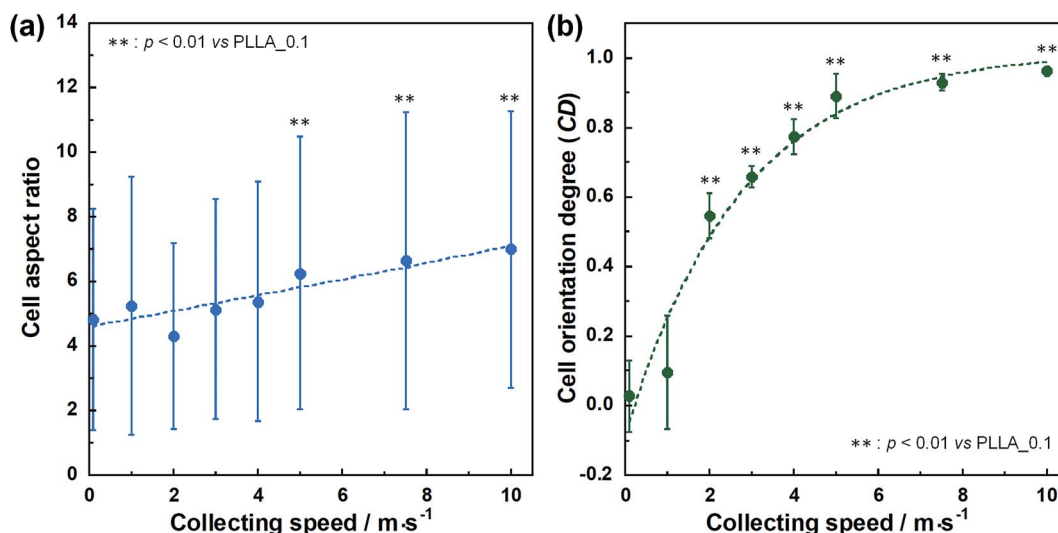 (a)
** : p < 0.01 vs PLLA_0.1
** ** **
Cell aspect ratio
14
12
10
8
6
4
2
0
0 2 4 6 8 10
Collecting speed / m·s⁻¹
(b)
** ** ** ** ** ** **
Cell orientation degree (CD)
1.0
0.8
0.6
0.4
0.2
0.0
-0.2
** : p < 0.01 vs PLLA_0.1
0 2 4 6 8 10
Collecting speed / m·s⁻¹